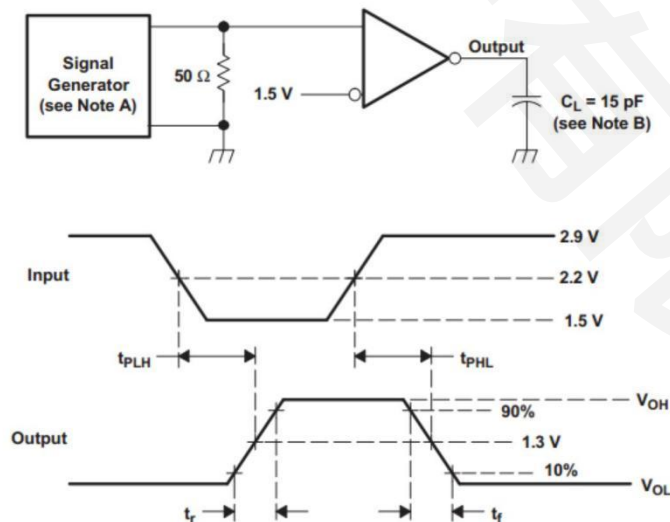 Signal
Generator
(see Note A)
50 Ω
1.5 V
Output
C_L = 15 pF
(see Note B)
2.9 V
Input
2.2 V
1.5 V
t_PLH
t_PHL
V_OH
90%
Output
1.3 V
10%
V_OL
t_r
t_f